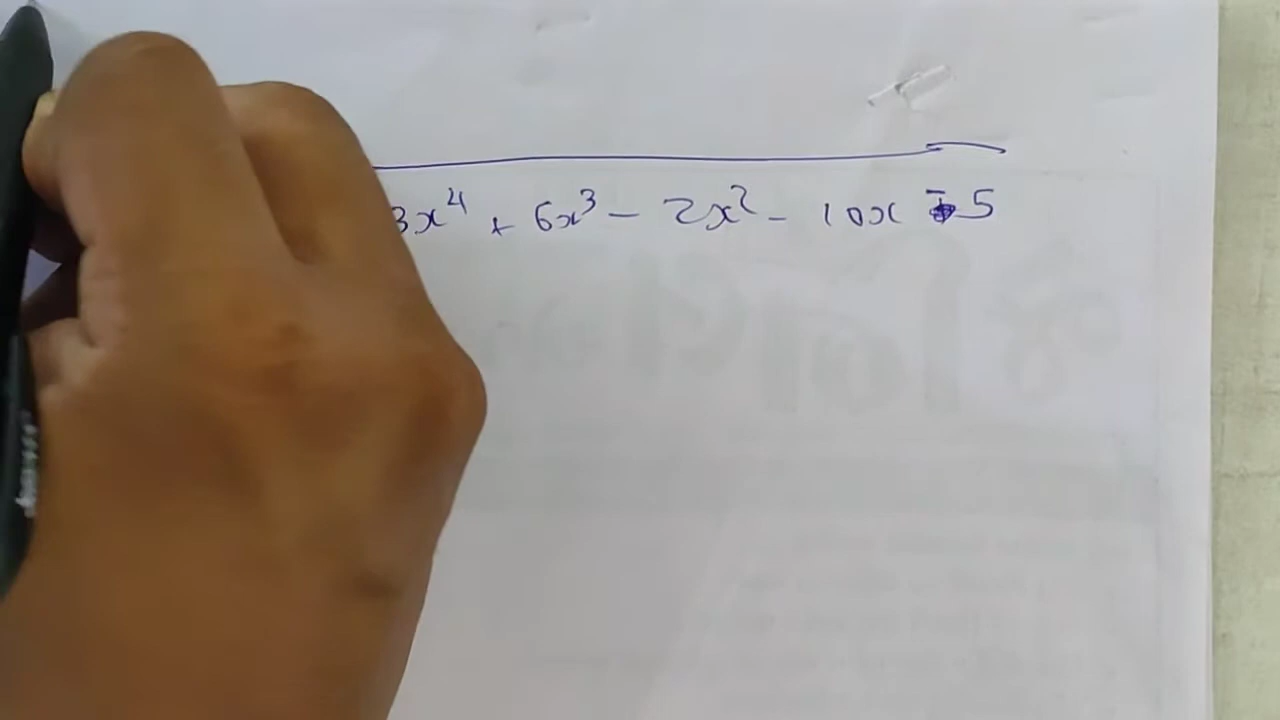 3x⁴ + 6x³ - 2x² - 10x - 5